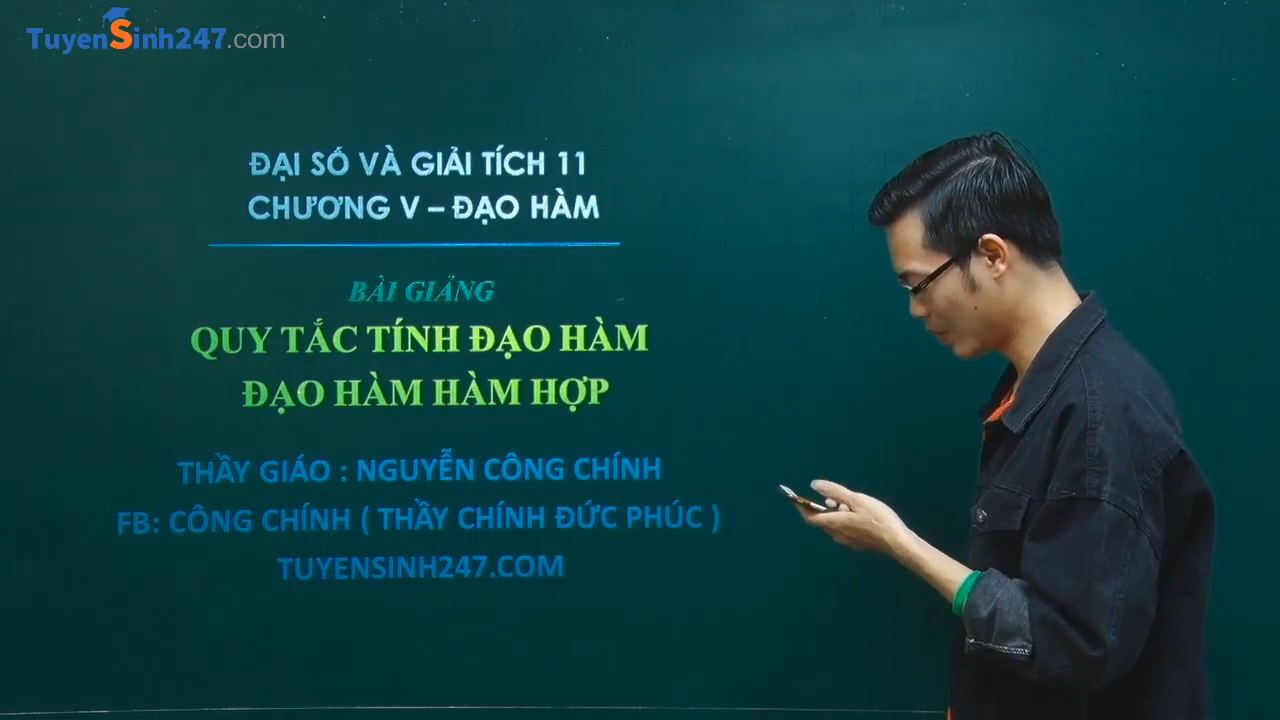 TuyenSinh247.com
ĐẠI SỐ VÀ GIẢI TÍCH 11
CHƯƠNG V – ĐẠO HÀM
BÀI GIẢNG
QUY TẮC TÍNH ĐẠO HÀM
ĐẠO HÀM HÀM HỢP
THẦY GIÁO : NGUYỄN CÔNG CHÍNH
FB: CÔNG CHÍNH ( THẦY CHÍNH ĐỨC PHÚC )
TUYENSINH247.COM